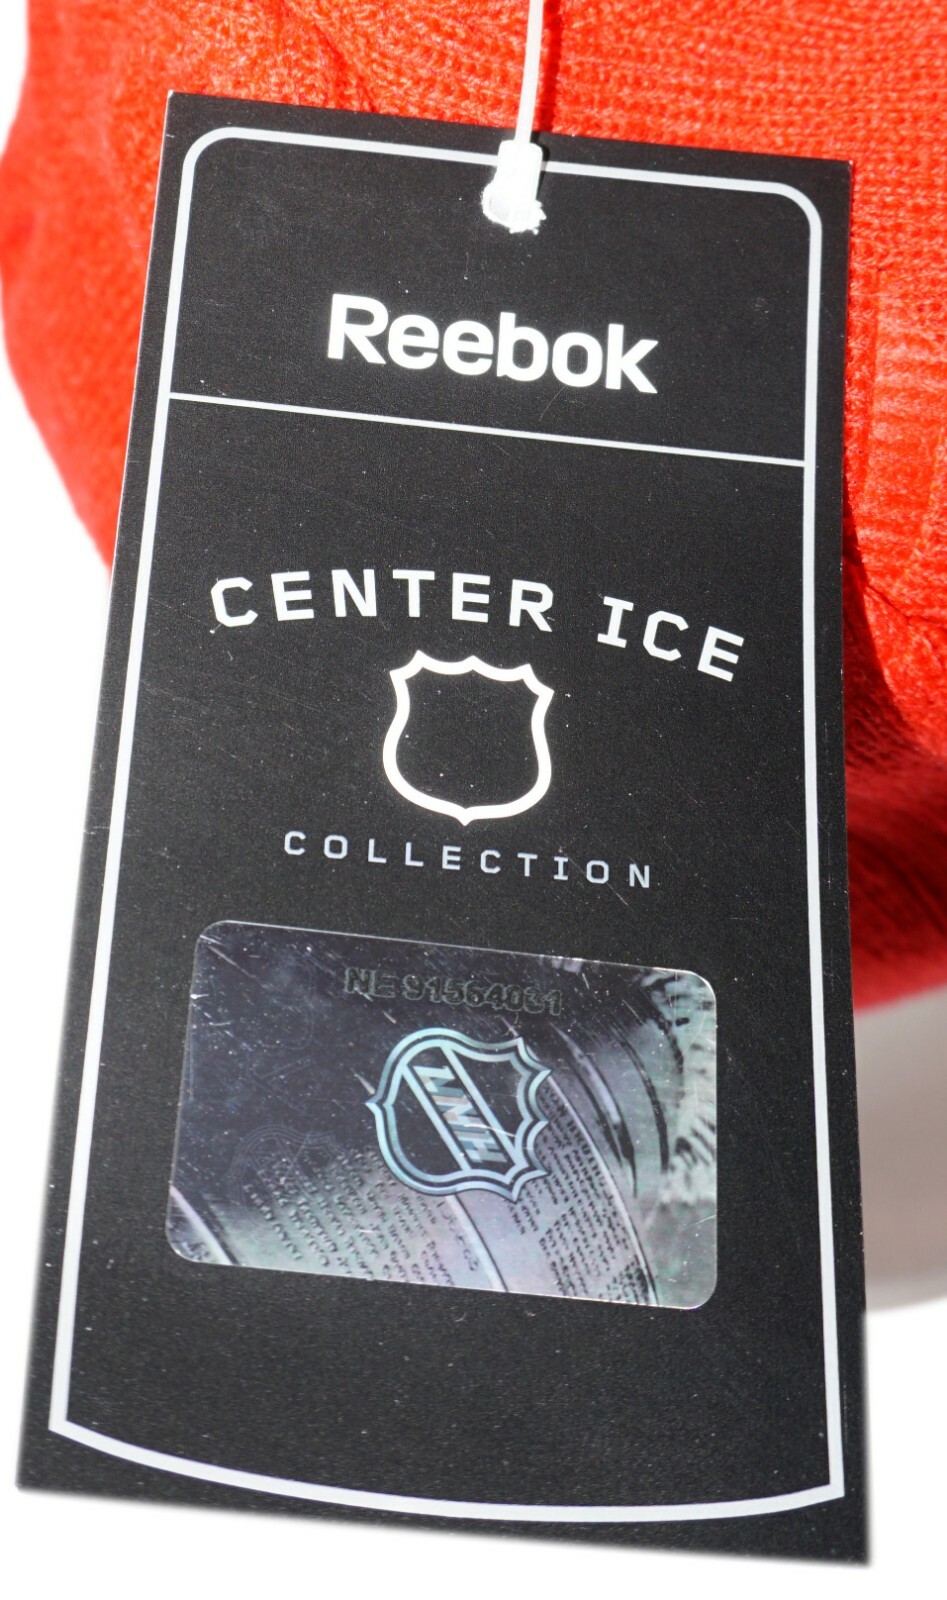 Reebok
CENTER ICE
COLLECTION
NE 91564031
NHL